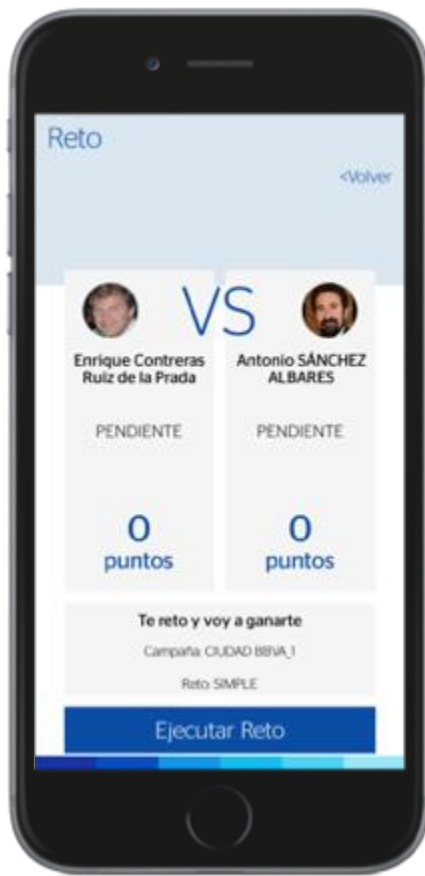 Reto
<Volver
VS
Enrique Contreras
Ruiz de la Prada
Antonio SÁNCHEZ
ALBARES
PENDIENTE
PENDIENTE
0
puntos
0
puntos
Te reto y voy a ganarte
Campaña: CIUDAD BBVA_1
Reto: SIMPLE
Ejecutar Reto